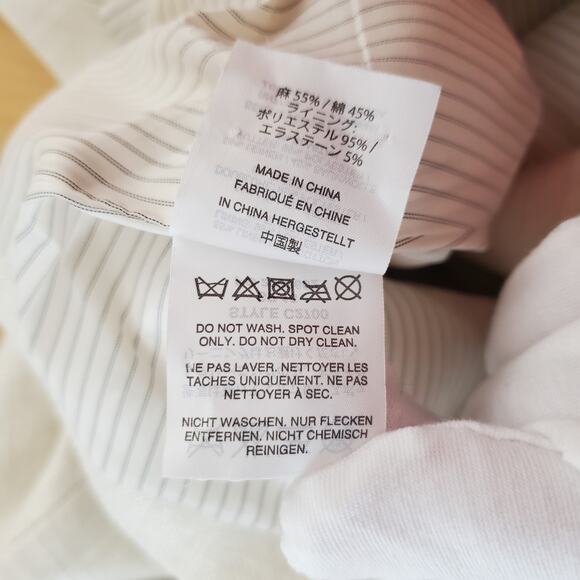 麻 55% / 綿 45%
ライニング:
ポリエステル 95% /
エラステーン 5%
MADE IN CHINA
FABRIQUÉ EN CHINE
IN CHINA HERGESTELLT
中国製
STYLE C2700
DO NOT WASH. SPOT CLEAN
ONLY. DO NOT DRY CLEAN.
NE PAS LAVER. NETTOYER LES
TACHES UNIQUEMENT. NE PAS
NETTOYER À SEC.
NICHT WASCHEN. NUR FLECKEN
ENTFERNEN. NICHT CHEMISCH
REINIGEN.